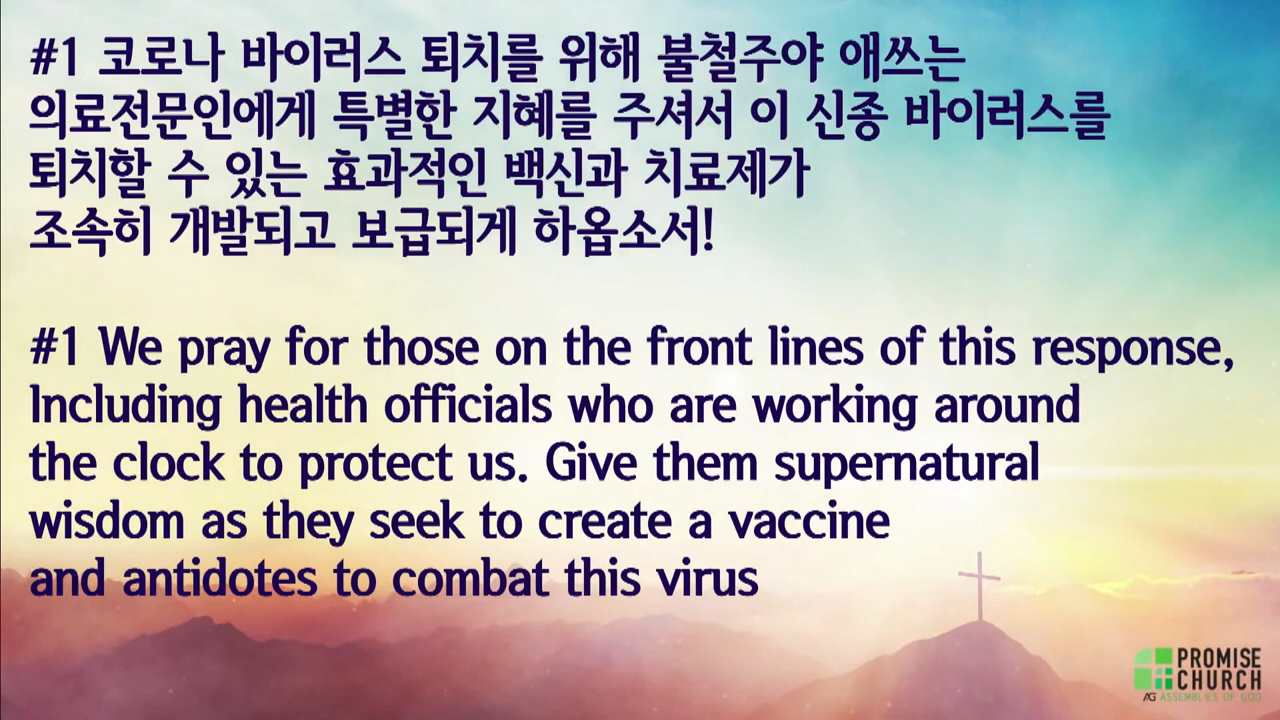 #1 코로나 바이러스 퇴치를 위해 불철주야 애쓰는
의료전문인에게 특별한 지혜를 주셔서 이 신종 바이러스를
퇴치할 수 있는 효과적인 백신과 치료제가
조속히 개발되고 보급되게 하옵소서!
#1 We pray for those on the front lines of this response,
Including health officials who are working around
the clock to protect us. Give them supernatural
wisdom as they seek to create a vaccine
and antidotes to combat this virus
PROMISE
CHURCH
AG ASSEMBLIES OF GOD